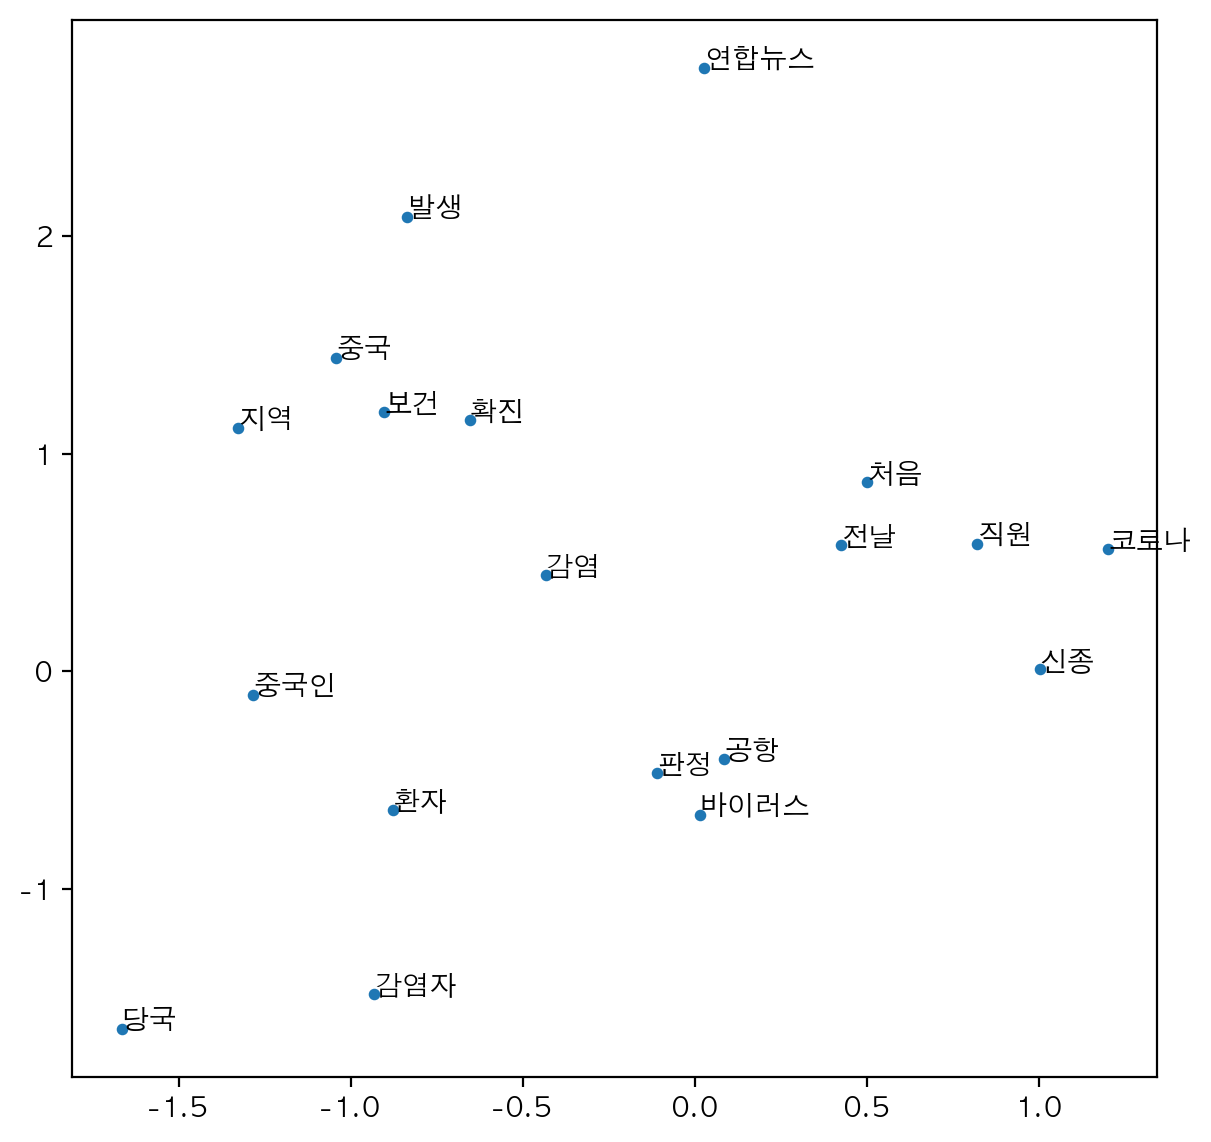 연합뉴스
발생
2
중국
보건
확진
지역
1
처음
전날
직원
코로나
감염
0
신종
중국인
공항
판정
바이러스
환자
-1
감염자
당국
-1.5 -1.0 -0.5 0.0 0.5 1.0